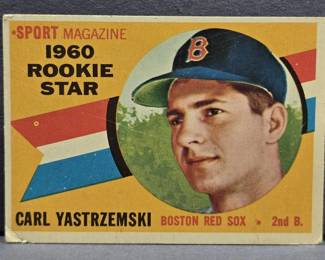 SPORT MAGAZINE
1960
ROOKIE
STAR
B
CARL YASTRZEMSKI BOSTON RED SOX • 2nd B.